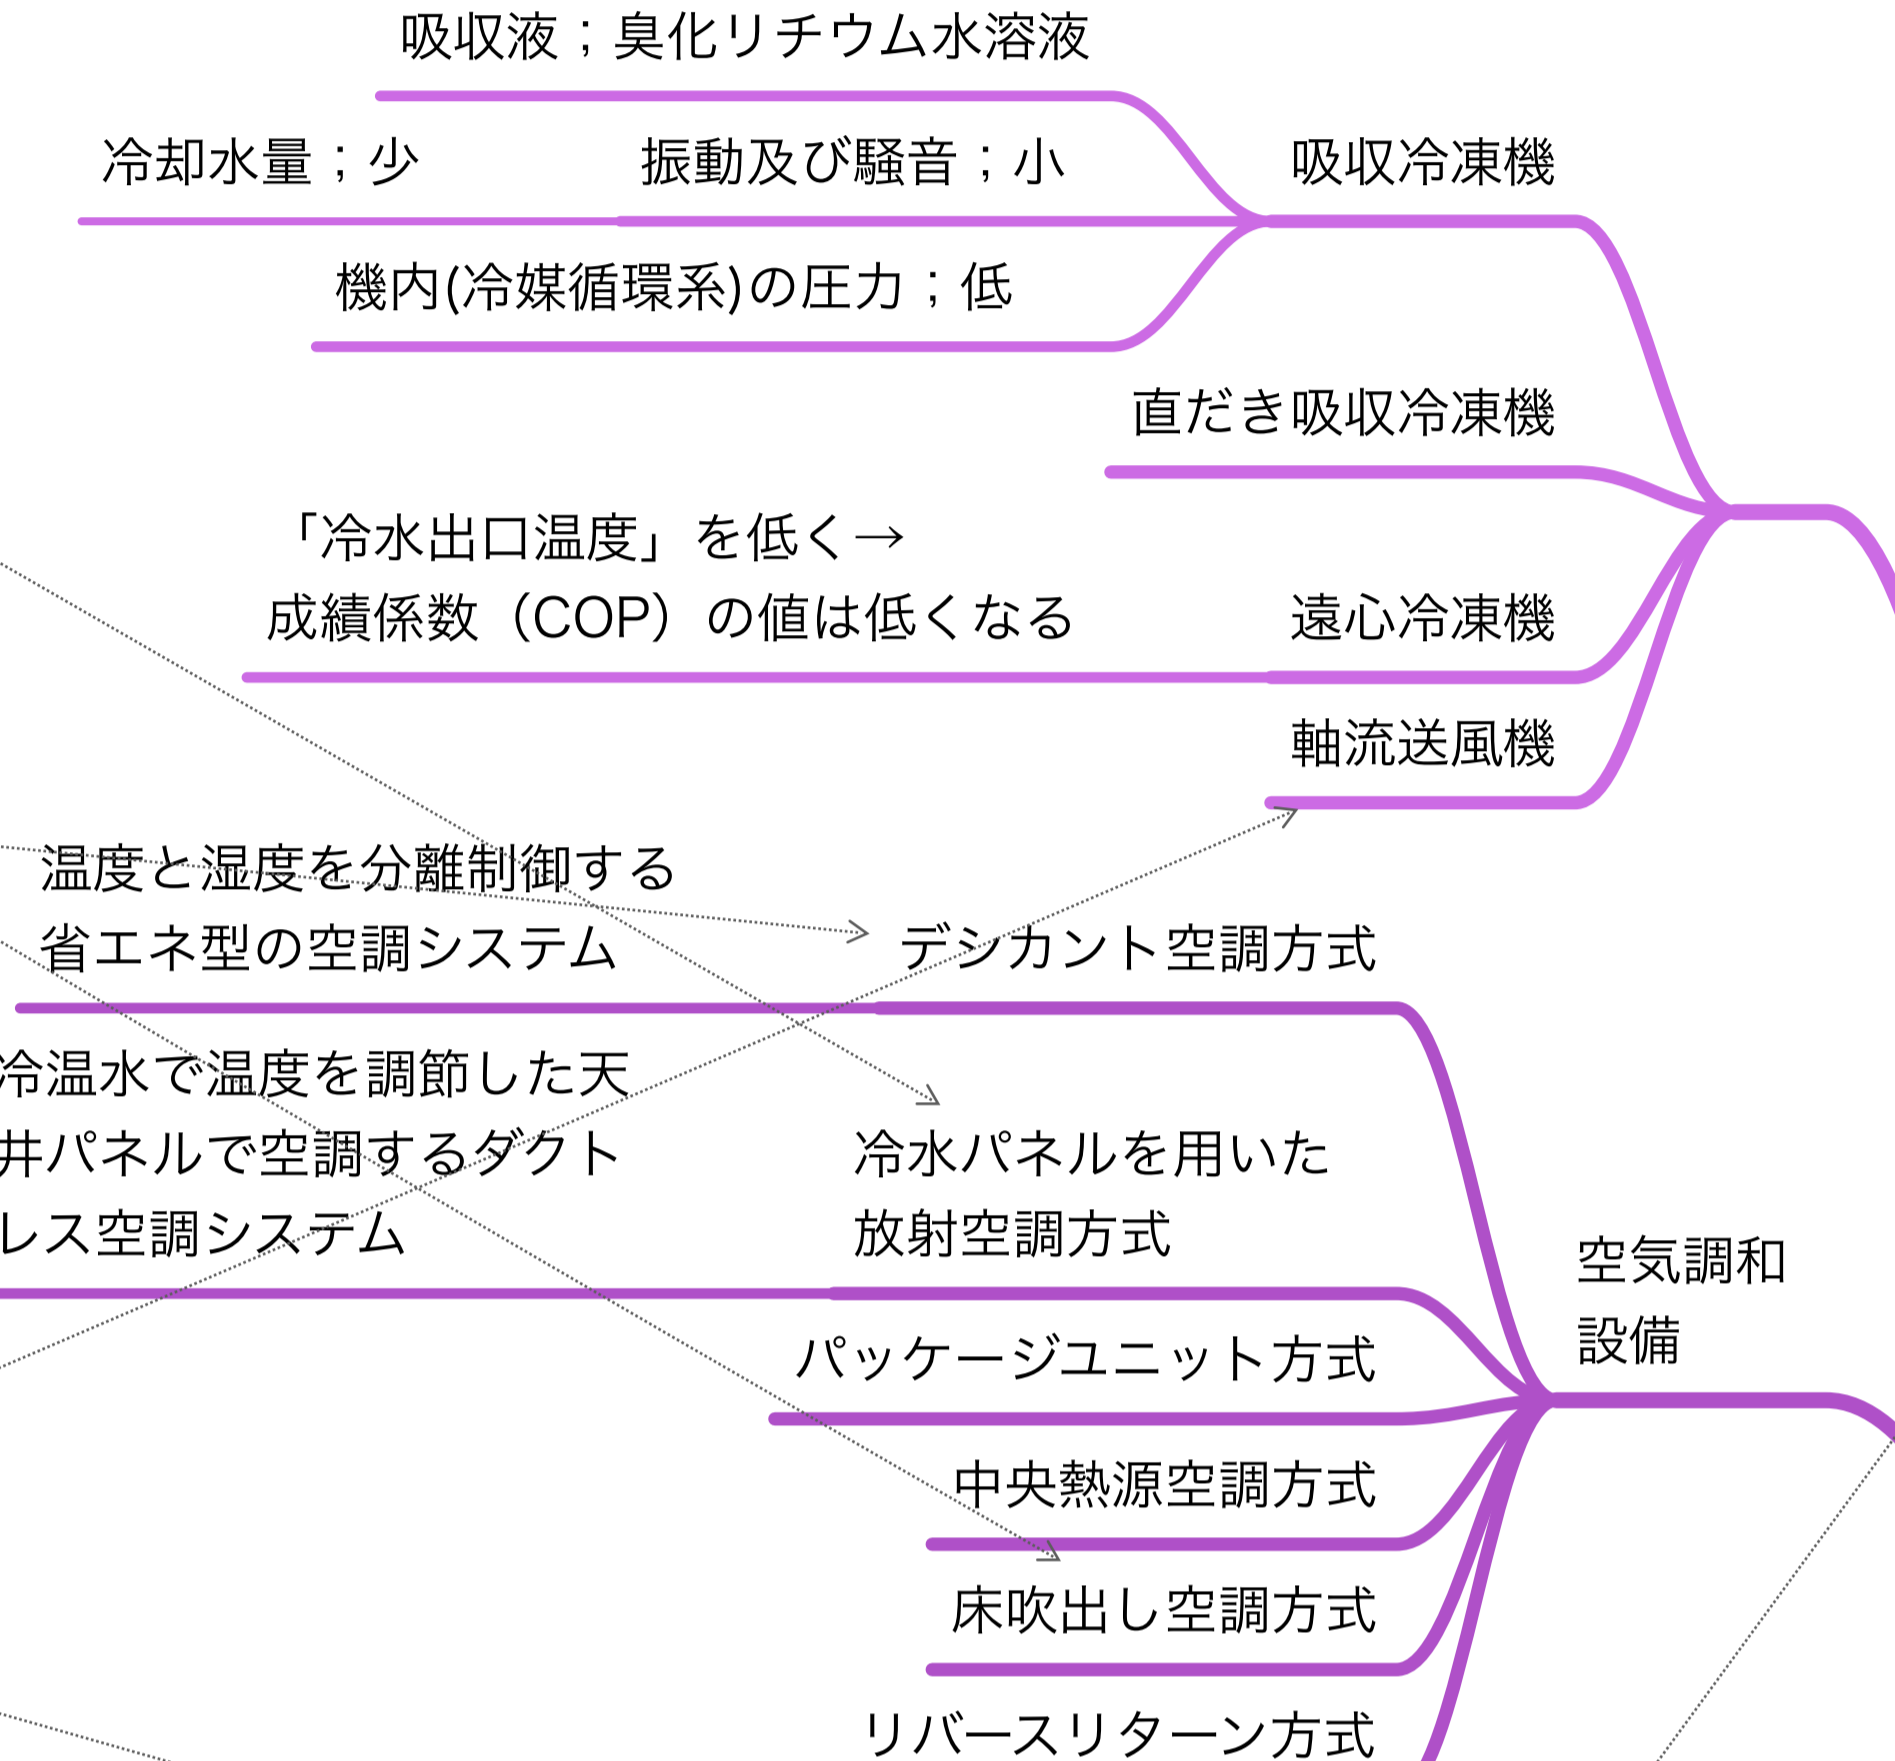 吸収液；臭化リチウム水溶液
冷却水量；少
振動及び騒音；小
吸収冷凍機
機内(冷媒循環系)の圧力；低
直だき吸収冷凍機
「冷水出口温度」を低く→
成績係数（COP）の値は低くなる
遠心冷凍機
軸流送風機
温度と湿度を分離制御する
省エネ型の空調システム
デシカント空調方式
冷温水で温度を調節した天
井パネルで空調するダクト
レス空調システム
冷水パネルを用いた
放射空調方式
空気調和
設備
パッケージユニット方式
中央熱源空調方式
床吹出し空調方式
リバースリターン方式